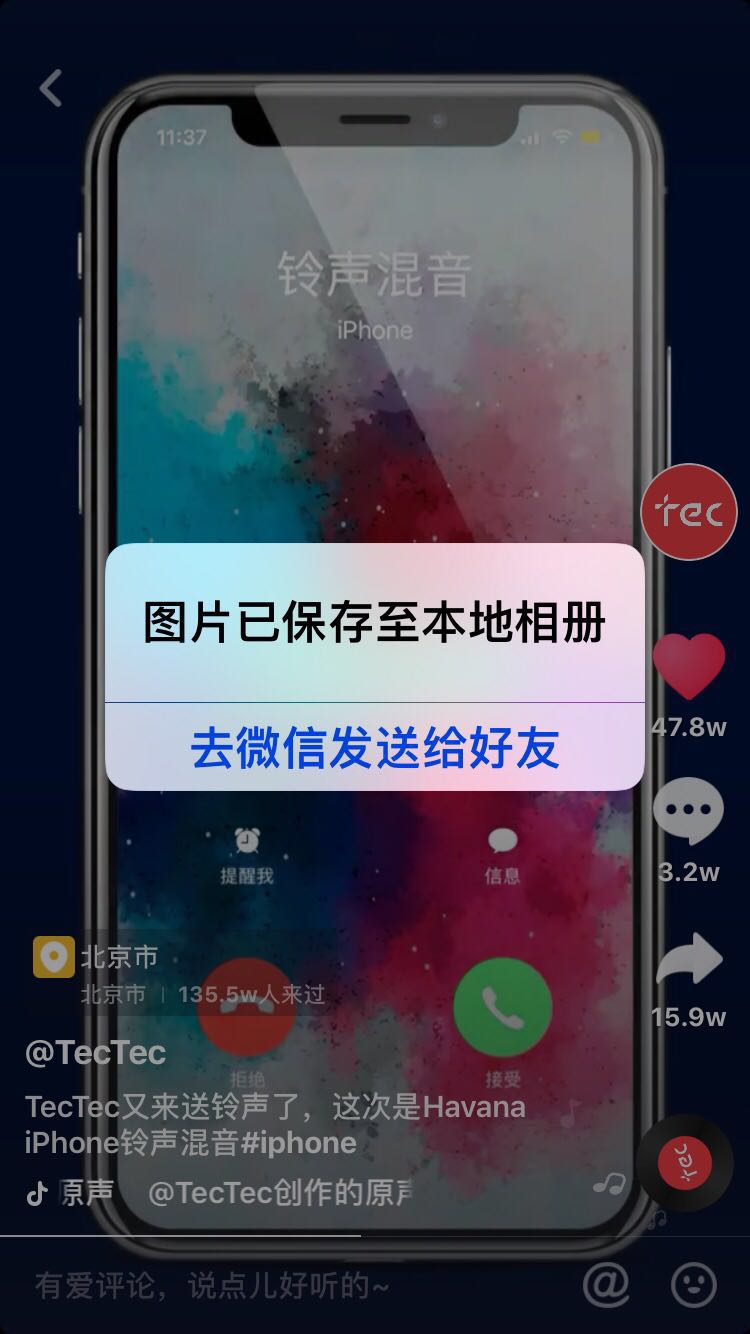 11:37
铃声混音
iPhone
tec
图片已保存至本地相册
47.8w
去微信发送给好友
3.2w
提醒我
信息
北京市
北京市 | 135.5w人来过
15.9w
@TecTec
拒绝
接受
TecTec又来送铃声了，这次是Havana
iPhone铃声混音#iphone
tec
原声 @TecTec创作的原声
有爱评论，说点儿好听的~
@